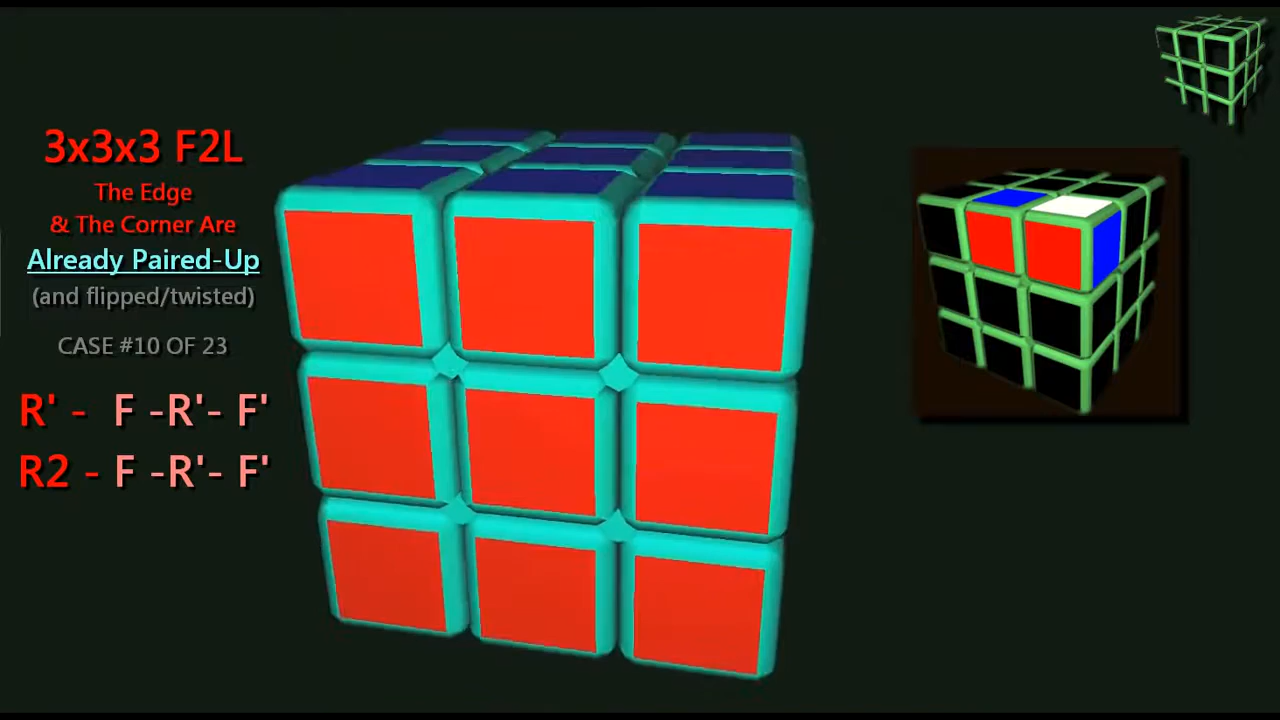 3x3x3 F2L
The Edge
& The Corner Are
Already Paired-Up
(and flipped/twisted)
CASE #10 OF 23
R' - F -R'- F'
R2 - F -R'- F'